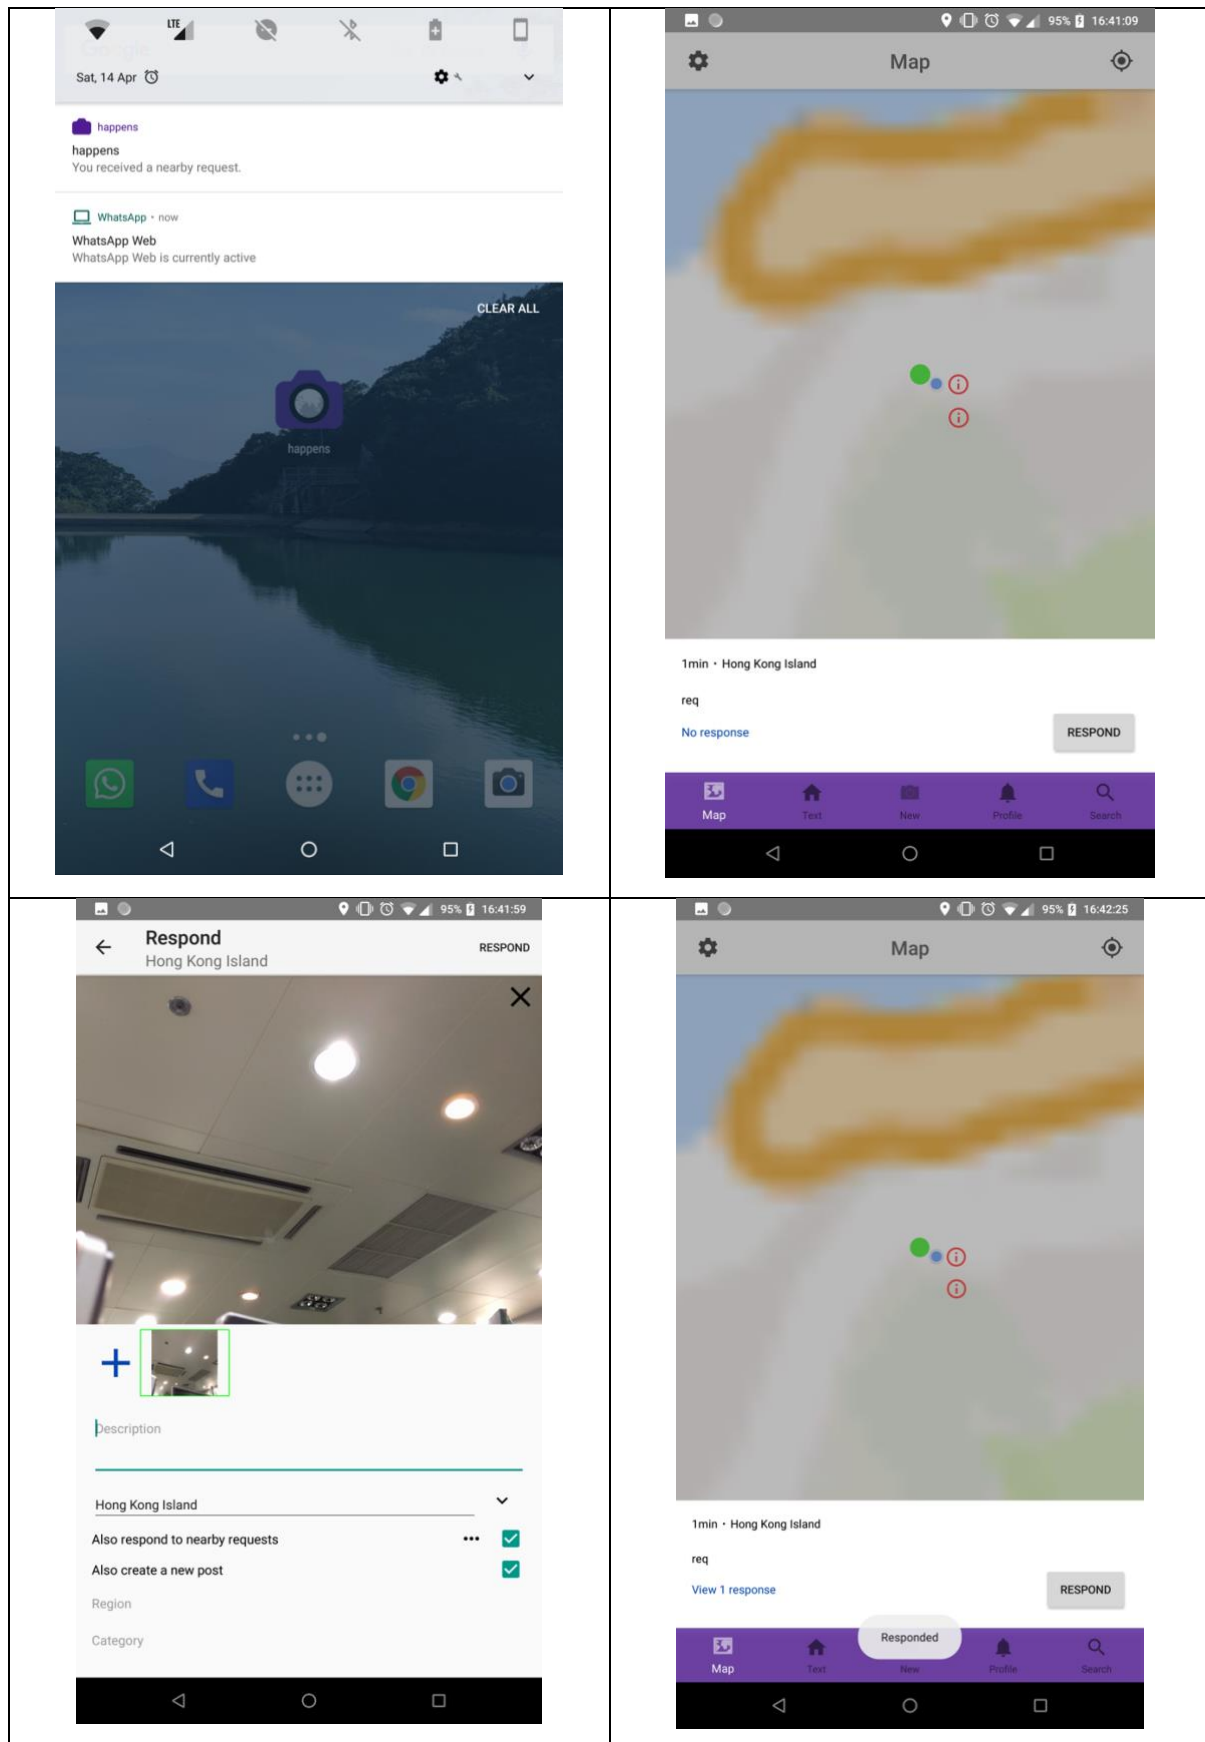 LTE
Google
Sat, 14 Apr
happens
happens
You received a nearby request.
WhatsApp • now
WhatsApp Web
WhatsApp Web is currently active
CLEAR ALL
happens
95% 16:41:09
Map
1min • Hong Kong Island
req
No response
RESPOND
Map Text New Profile Search
95% 16:41:59
Respond
Hong Kong Island
RESPOND
Description
Hong Kong Island
Also respond to nearby requests
Also create a new post
Region
Category
95% 16:42:25
Map
1min • Hong Kong Island
req
View 1 response
RESPOND
Responded
Map Text New Profile Search